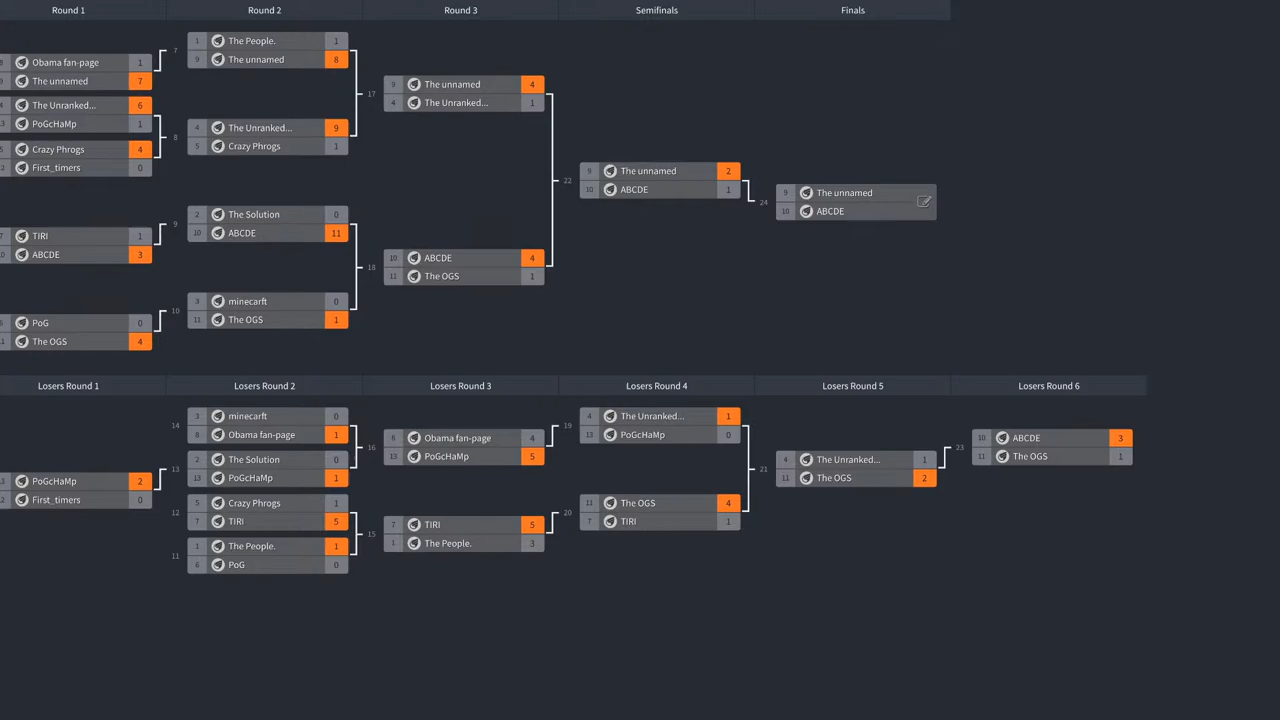 Round 1
Round 2
Round 3
Semifinals
Finals
Obama fan-page 1
The unnamed 7
The Unranked... 6
PoGcHaMp 1
Crazy Phrogs 4
First_timers 0
TIRI 1
ABCDE 3
PoG 0
The OGS 4
7
8
9
10
1 The People. 1
9 The unnamed 8
4 The Unranked... 9
5 Crazy Phrogs 1
2 The Solution 0
10 ABCDE 11
3 minecarft 0
11 The OGS 1
17
18
9 The unnamed 4
4 The Unranked... 1
10 ABCDE 4
11 The OGS 1
22
9 The unnamed 2
10 ABCDE 1
24
9 The unnamed
10 ABCDE
Losers Round 1
Losers Round 2
Losers Round 3
Losers Round 4
Losers Round 5
Losers Round 6
PoGcHaMp 2
First_timers 0
14
13
12
11
3 minecarft 0
8 Obama fan-page 1
2 The Solution 0
13 PoGcHaMp 1
5 Crazy Phrogs 1
7 TIRI 5
1 The People. 1
6 PoG 0
16
15
8 Obama fan-page 4
13 PoGcHaMp 5
7 TIRI 5
1 The People. 3
19
20
4 The Unranked... 1
13 PoGcHaMp 0
11 The OGS 4
7 TIRI 1
21
4 The Unranked... 1
11 The OGS 2
23
10 ABCDE 3
11 The OGS 1